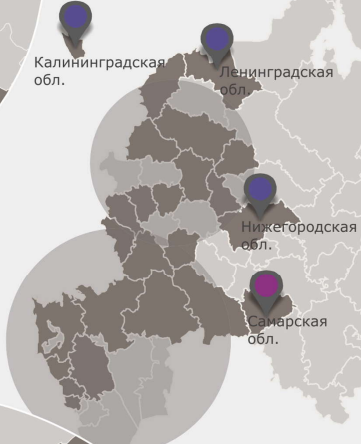 Калининградская
обл.
Ленинградская
обл.
Нижегородская
обл.
Самарская
обл.